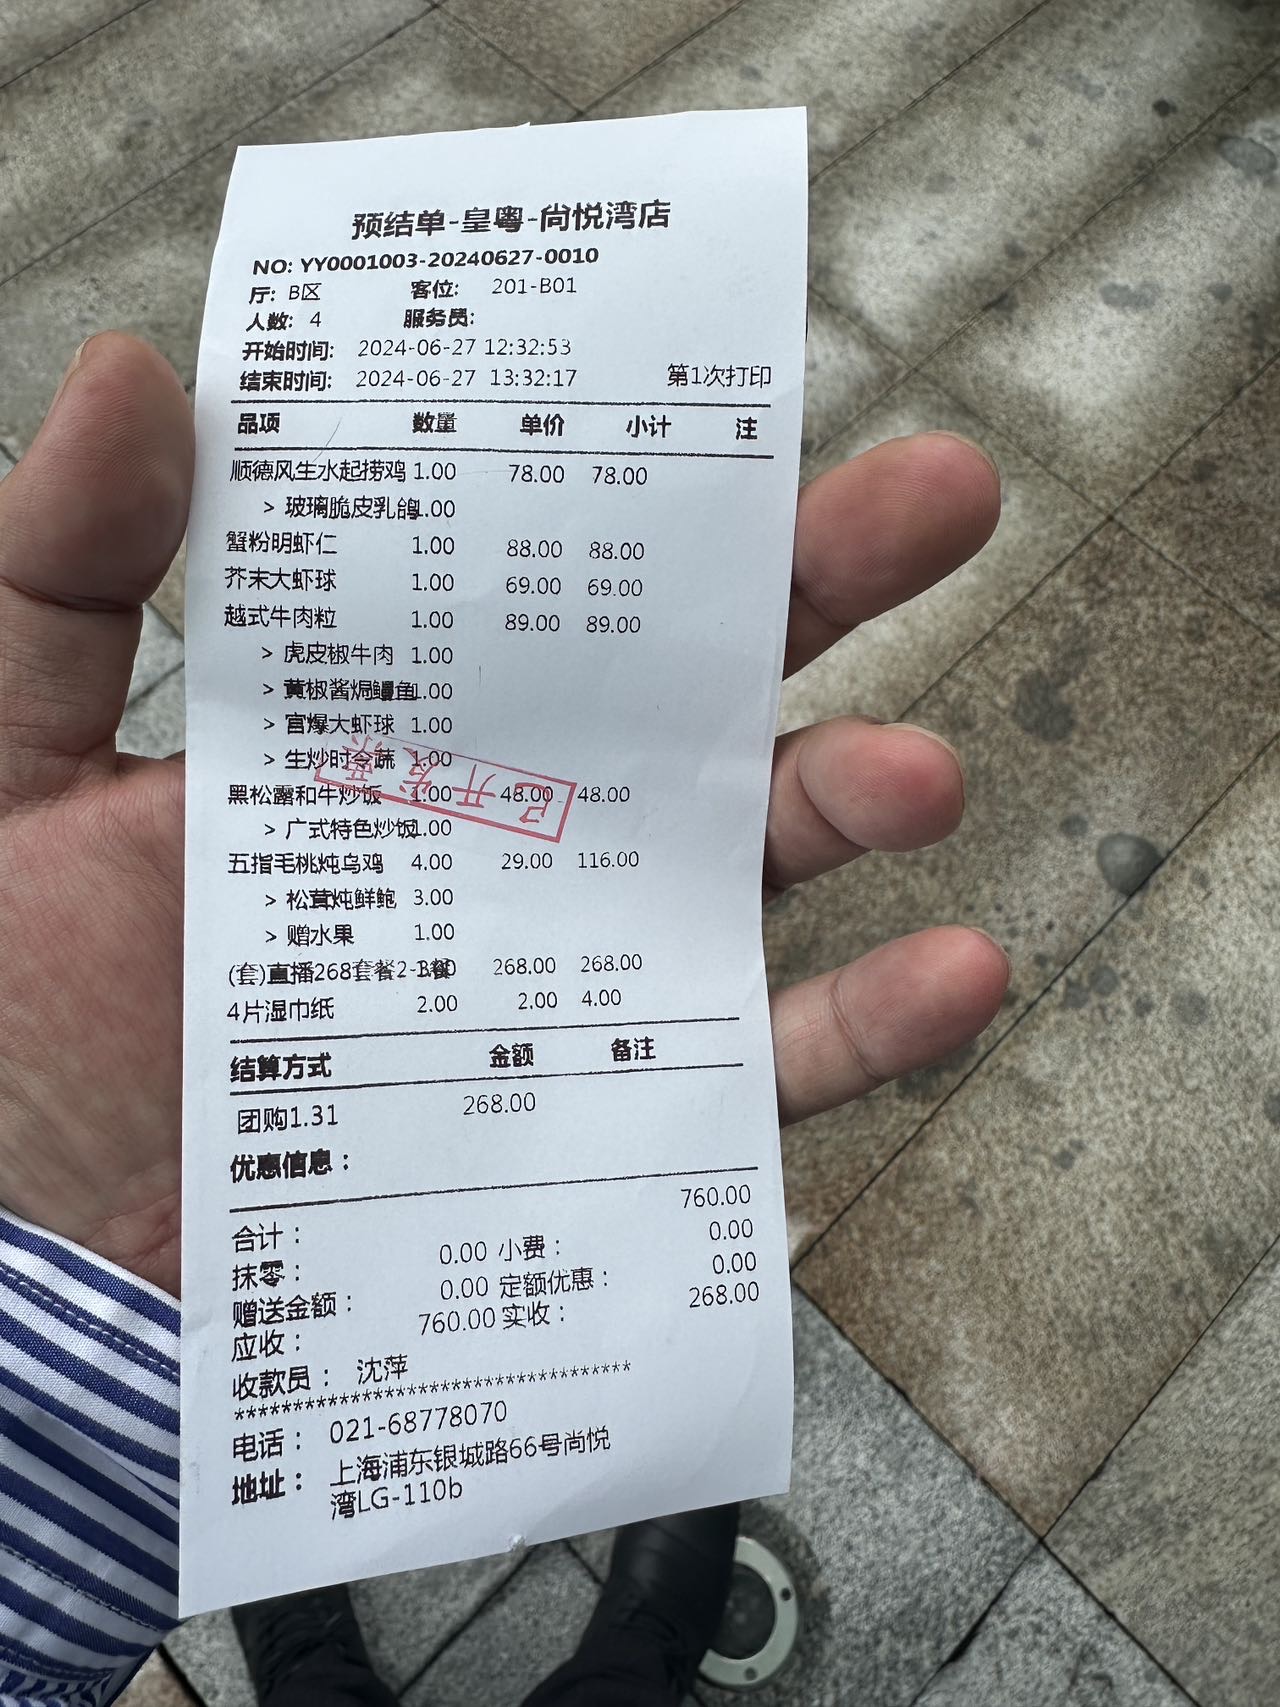 预结单-皇粤-尚悦湾店
NO: YY0001003-20240627-0010
厅: B区 客位: 201-B01
人数: 4 服务员:
开始时间: 2024-06-27 12:32:53
结束时间: 2024-06-27 13:32:17 第1次打印
品项 数量 单价 小计 注
顺德风生水起捞鸡 1.00 78.00 78.00
> 玻璃脆皮乳鸽1.00
蟹粉明虾仁 1.00 88.00 88.00
芥末大虾球 1.00 69.00 69.00
越式牛肉粒 1.00 89.00 89.00
> 虎皮椒牛肉 1.00
> 黄椒酱焗鳗鱼1.00
> 宫爆大虾球 1.00
> 生炒时令蔬 1.00
已开发票
黑松露和牛炒饭 1.00 48.00 48.00
> 广式特色炒饭1.00
五指毛桃炖乌鸡 4.00 29.00 116.00
> 松茸炖鲜鲍 3.00
> 赠水果 1.00
(套)直播268套餐2- 268.00 268.00
4片湿巾纸 2.00 2.00 4.00
结算方式 金额 备注
团购1.31 268.00
优惠信息：
合计： 760.00
抹零： 0.00 小费： 0.00
赠送金额： 0.00 定额优惠： 0.00
应收： 760.00 实收： 268.00
收款员： 沈萍
************************************
电话： 021-68778070
地址： 上海浦东银城路66号尚悦
湾LG-110b